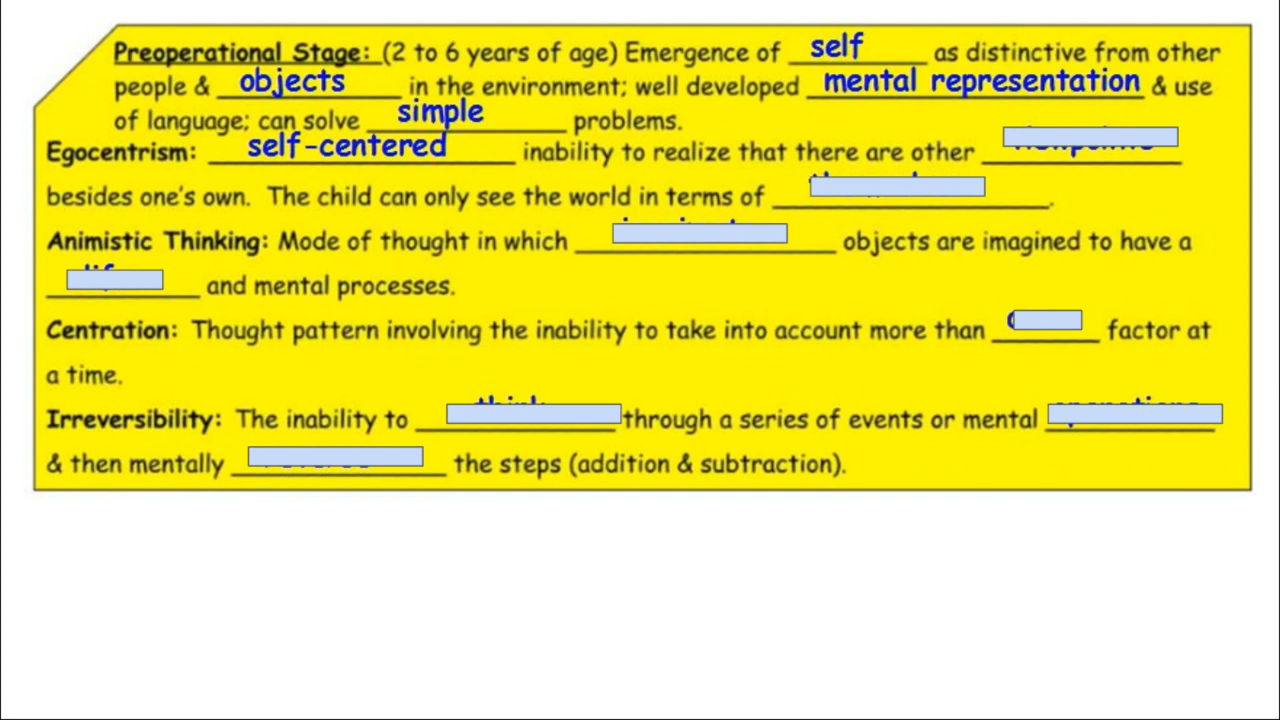 Preoperational Stage: (2 to 6 years of age) Emergence of self as distinctive from other
people & objects in the environment; well developed mental representation & use
of language; can solve simple problems.
Egocentrism: self-centered inability to realize that there are other
besides one's own. The child can only see the world in terms of .
Animistic Thinking: Mode of thought in which objects are imagined to have a
and mental processes.
Centration: Thought pattern involving the inability to take into account more than factor at
a time.
Irreversibility: The inability to through a series of events or mental
& then mentally the steps (addition & subtraction).